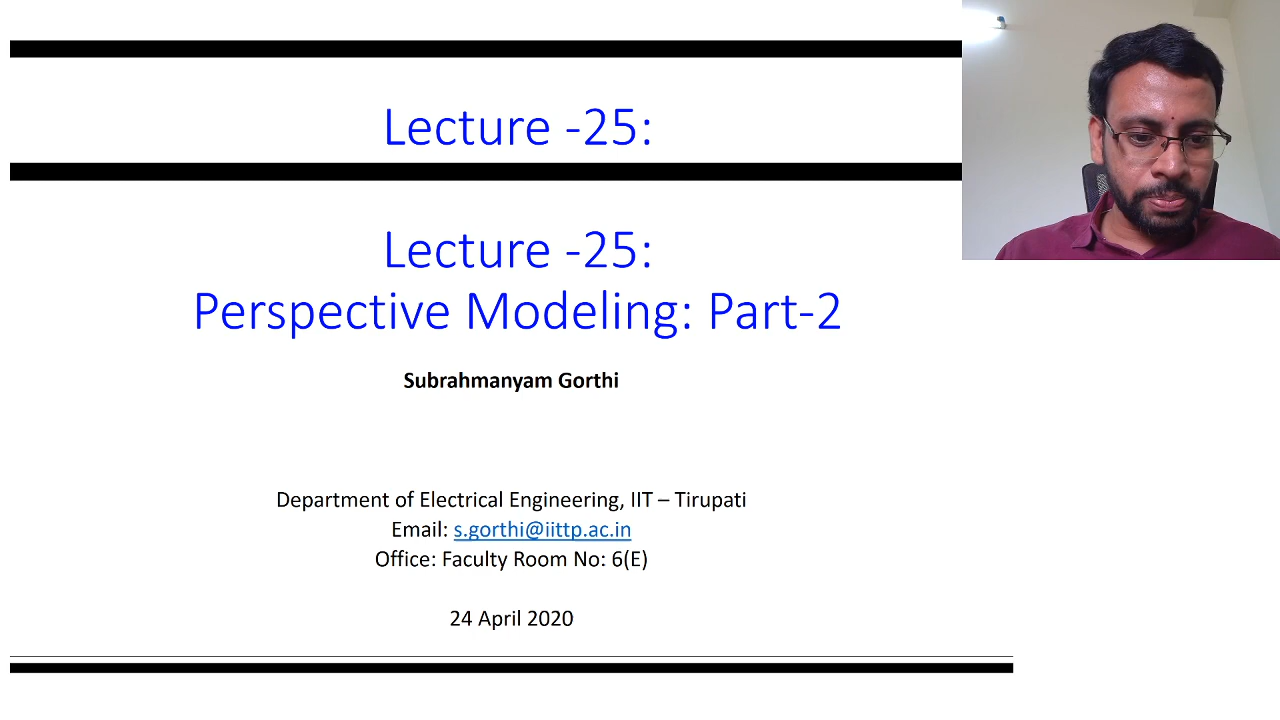 Lecture -25:
Lecture -25:
Perspective Modeling: Part-2
Subrahmanyam Gorthi
Department of Electrical Engineering, IIT – Tirupati
Email: s.gorthi@iittp.ac.in
Office: Faculty Room No: 6(E)
24 April 2020